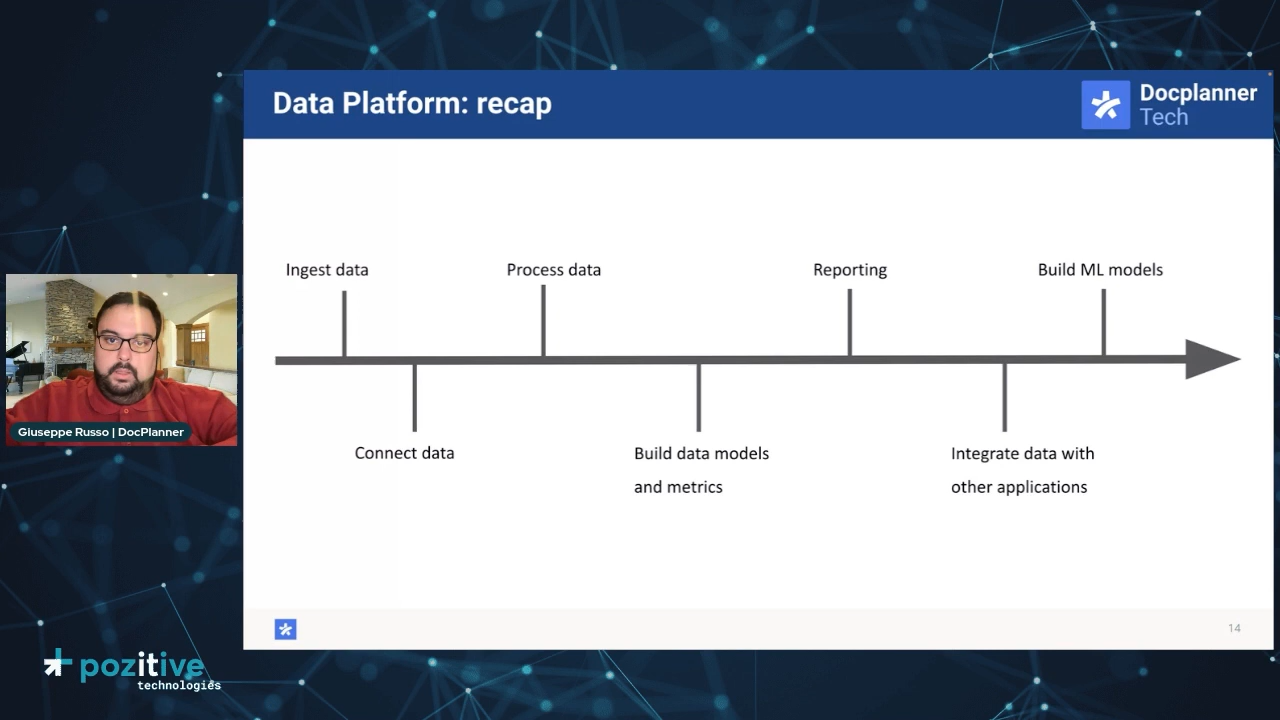 Data Platform: recap
Docplanner
Tech
Ingest data
Process data
Reporting
Build ML models
Connect data
Build data models
and metrics
Integrate data with
other applications
Giuseppe Russo | DocPlanner
14
pozitive
technologies